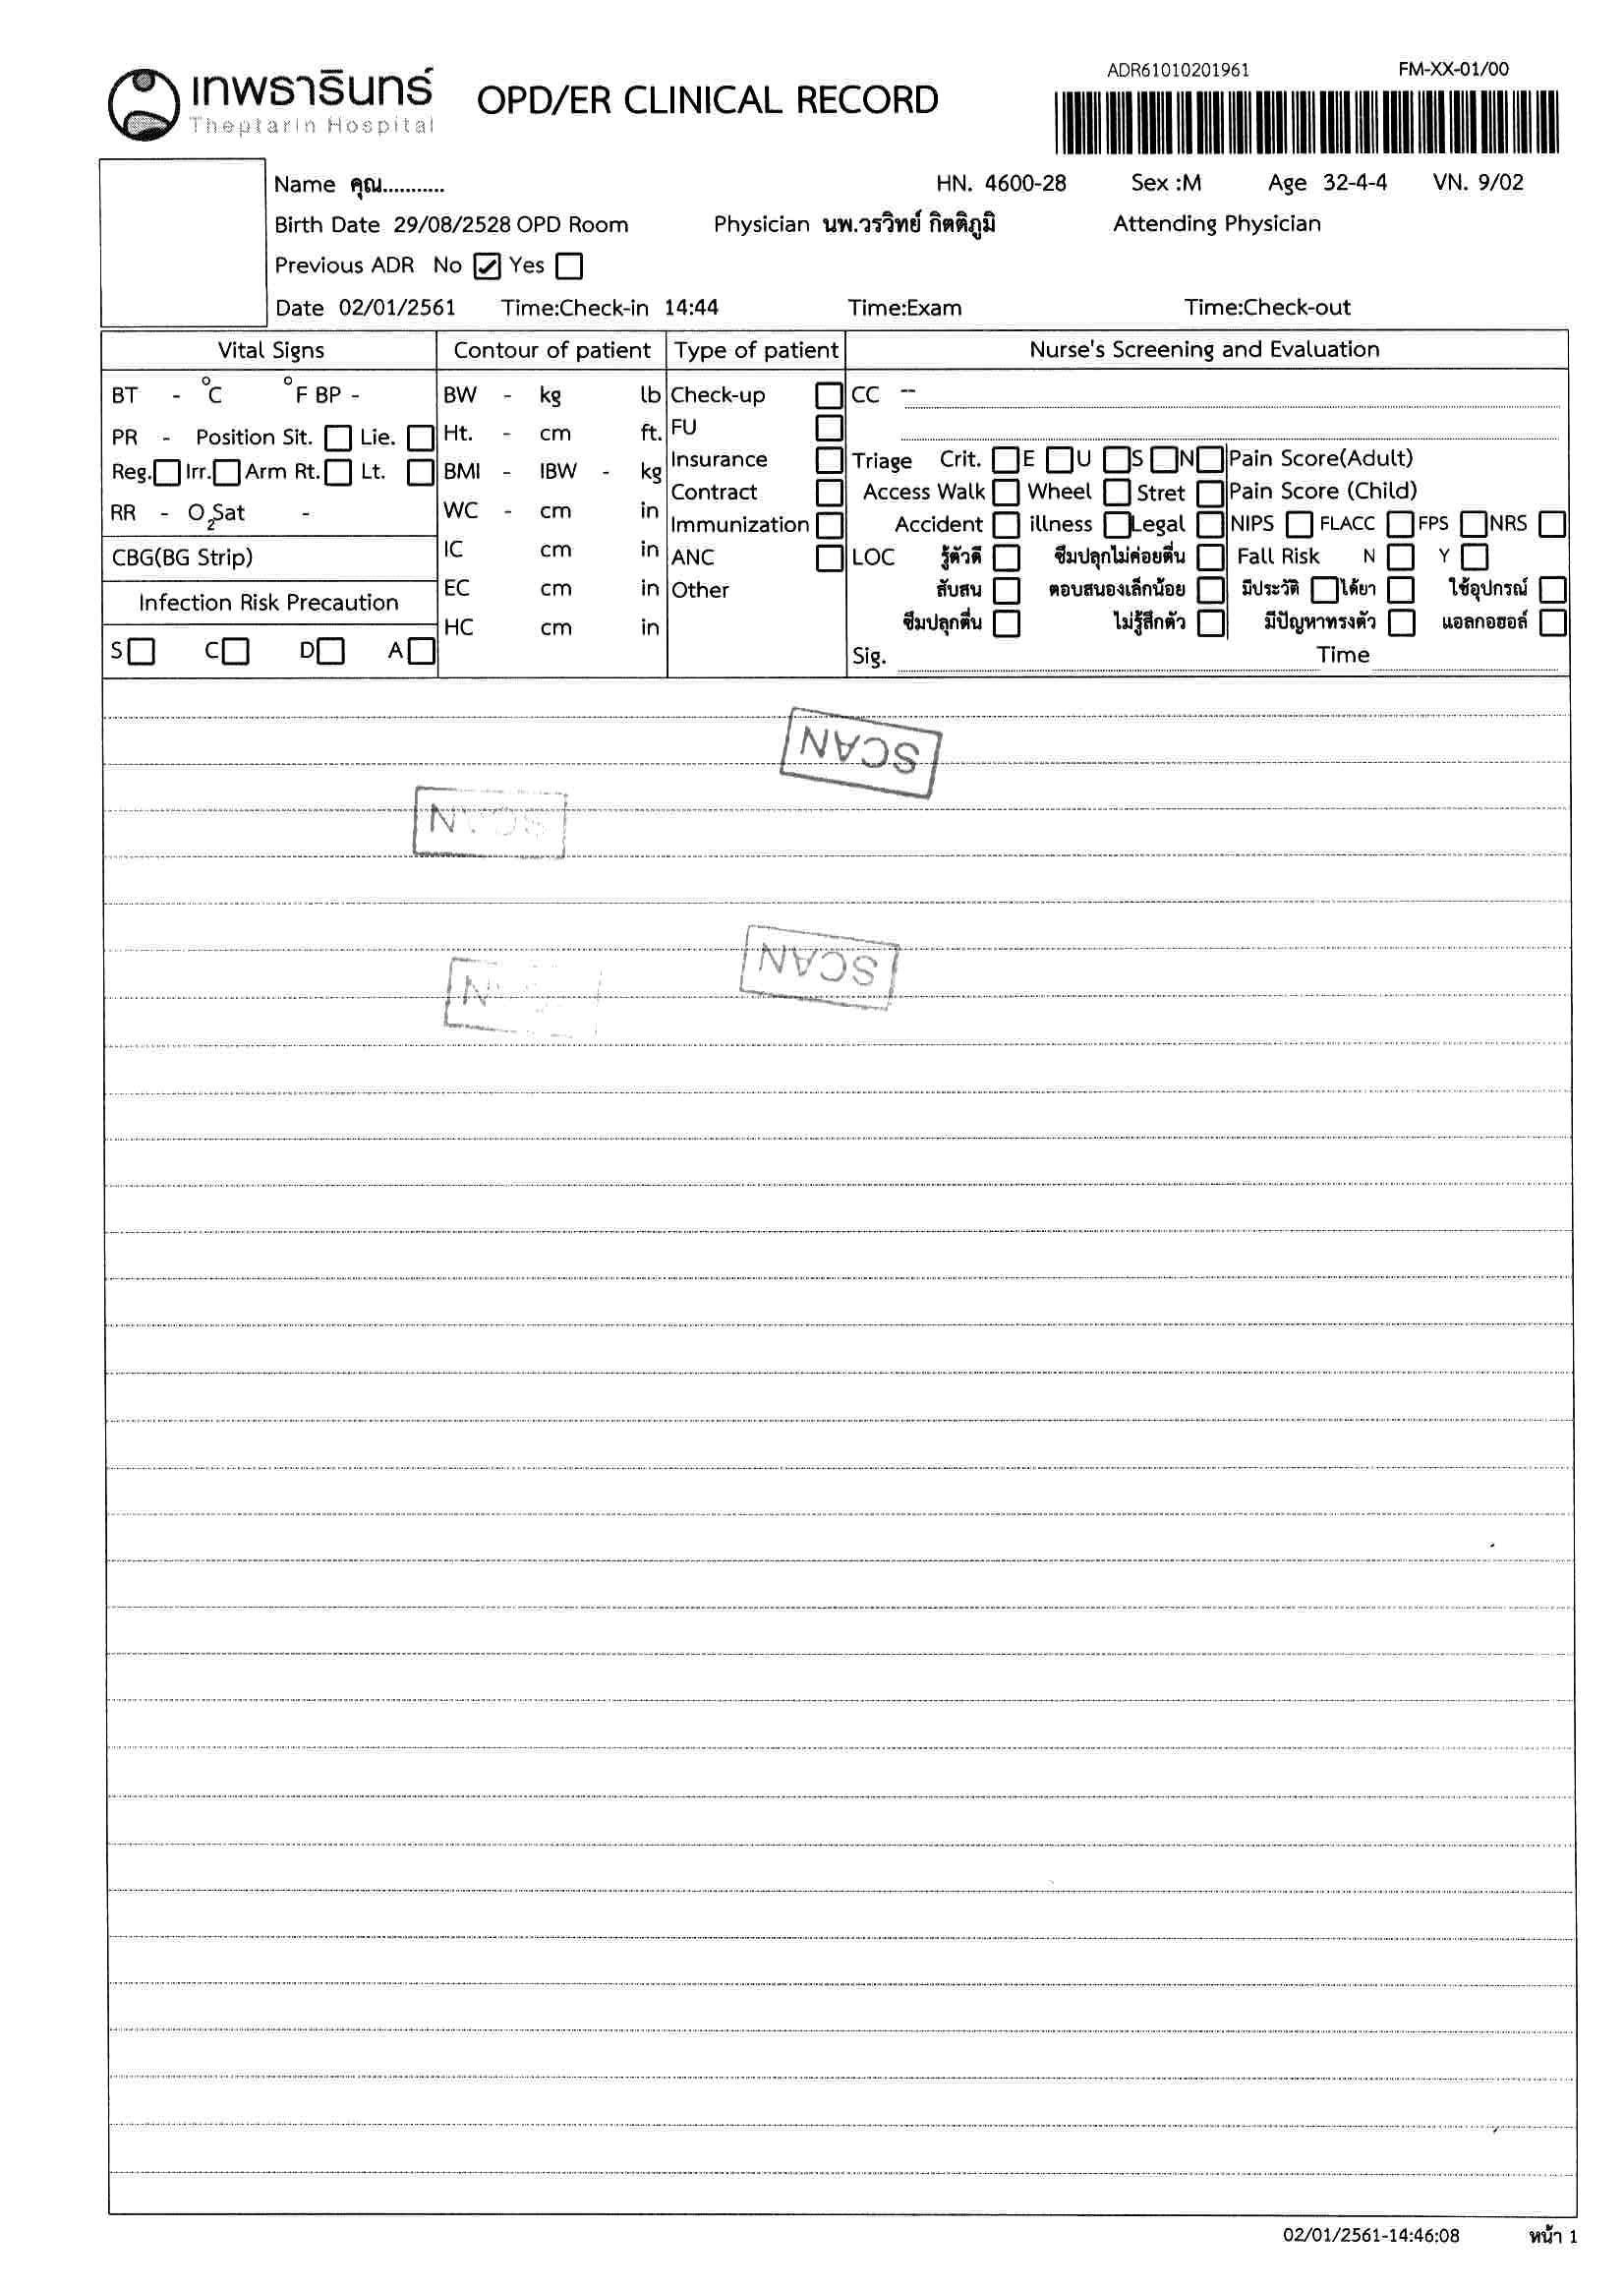 เทพธารินทร์
Theptarin Hospital
OPD/ER CLINICAL RECORD
ADR61010201961 FM-XX-01/00
Name คุณ........... HN. 4600-28 Sex :M Age 32-4-4 VN. 9/02
Birth Date 29/08/2528 OPD Room Physician นพ.วรวิทย์ กิตติภูมิ Attending Physician
Previous ADR No Yes
Date 02/01/2561 Time:Check-in 14:44 Time:Exam Time:Check-out
Vital Signs Contour of patient Type of patient Nurse's Screening and Evaluation
BT - °C °F BP - BW - kg lb Check-up CC --
PR - Position Sit. Lie. Ht. - cm ft. FU
Reg. Irr. Arm Rt. Lt. BMI - IBW - kg Insurance Triage Crit. E U S N Pain Score(Adult)
Contract Access Walk Wheel Stret Pain Score (Child)
RR - O2Sat - WC - cm in Immunization Accident illness Legal NIPS FLACC FPS NRS
CBG(BG Strip) IC cm in ANC LOC รู้ตัวดี ซึมปลุกไม่ค่อยตื่น Fall Risk N Y
Infection Risk Precaution EC cm in Other สับสน ตอบสนองเล็กน้อย มีประวัติ ได้ยา ใช้อุปกรณ์
HC cm in ซึมปลุกตื่น ไม่รู้สึกตัว มีปัญหาทรงตัว แอลกอฮอล์
S C D A Sig. Time
SCAN
SCAN
SCAN
02/01/2561-14:46:08 หน้า 1